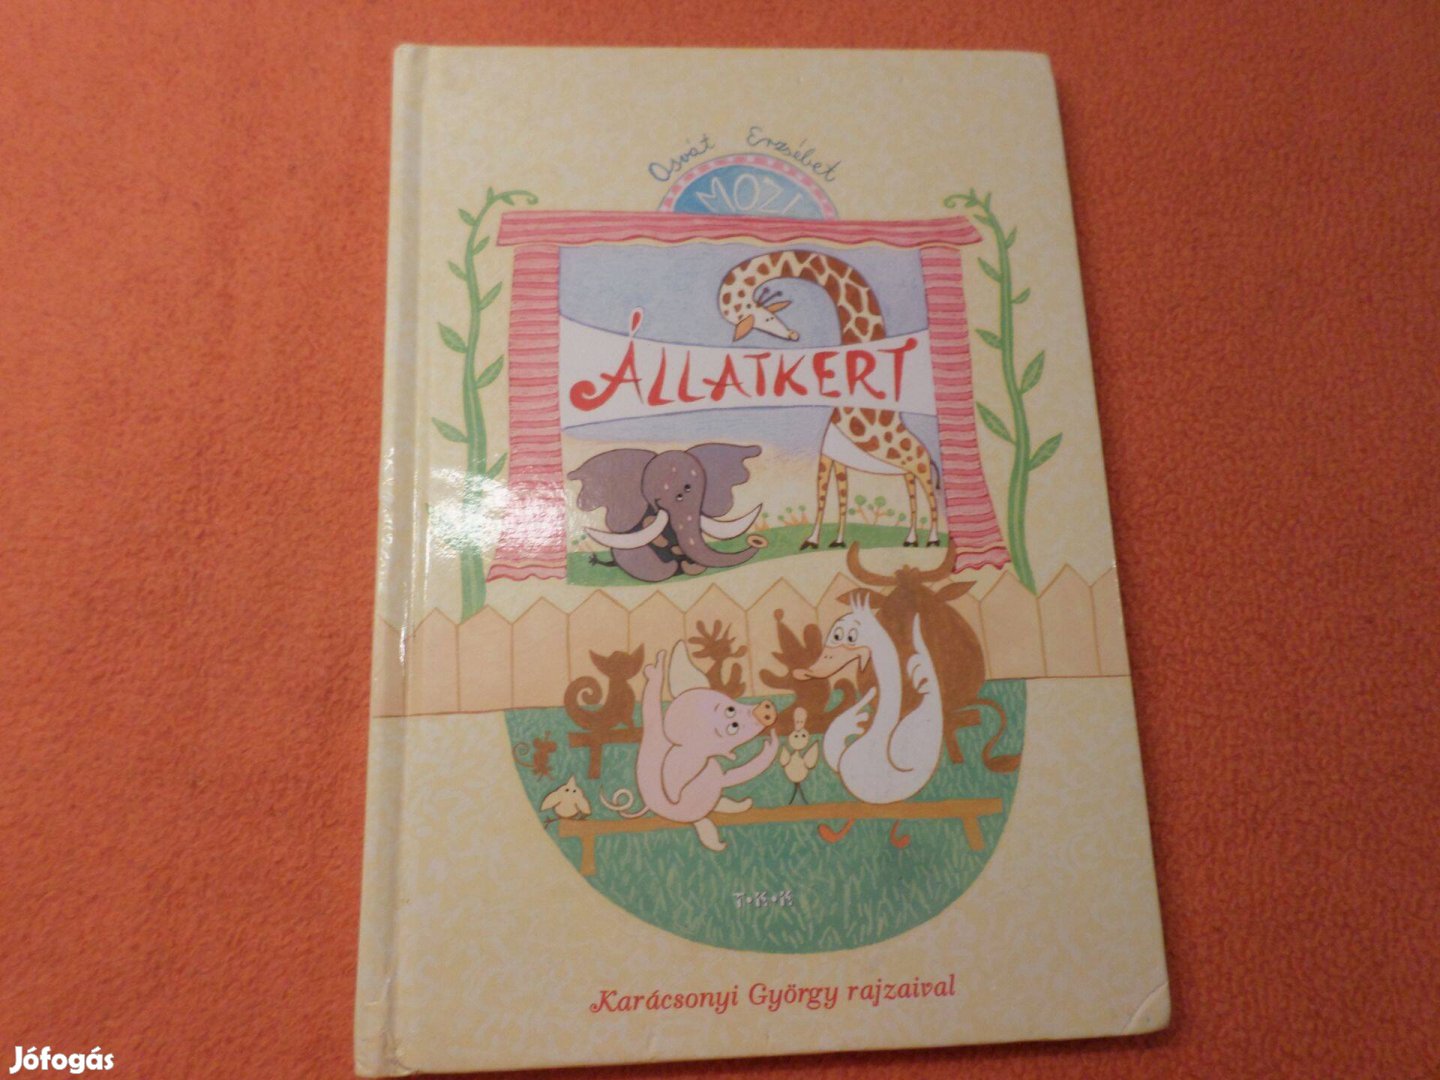 Osvát Erzsébet
MOZI
ÁLLATKERT
T·K·K
Karácsonyi György rajzaival
Jófogás